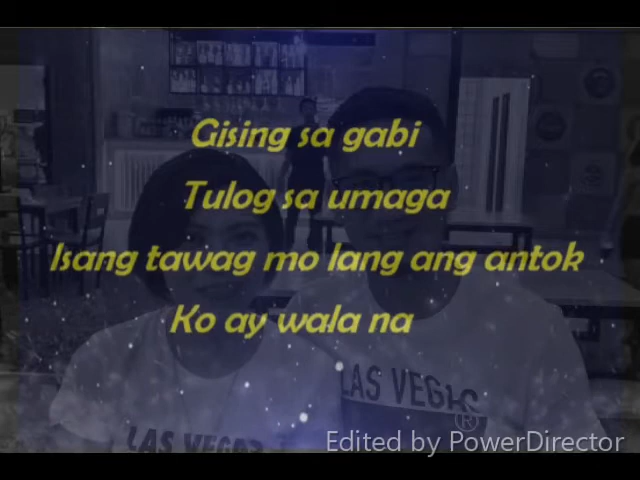 Gising sa gabi
Tulog sa umaga
Isang tawag mo lang ang antok
Ko ay wala na
LAS VEGAS
LAS VEGAS
Edited by PowerDirector